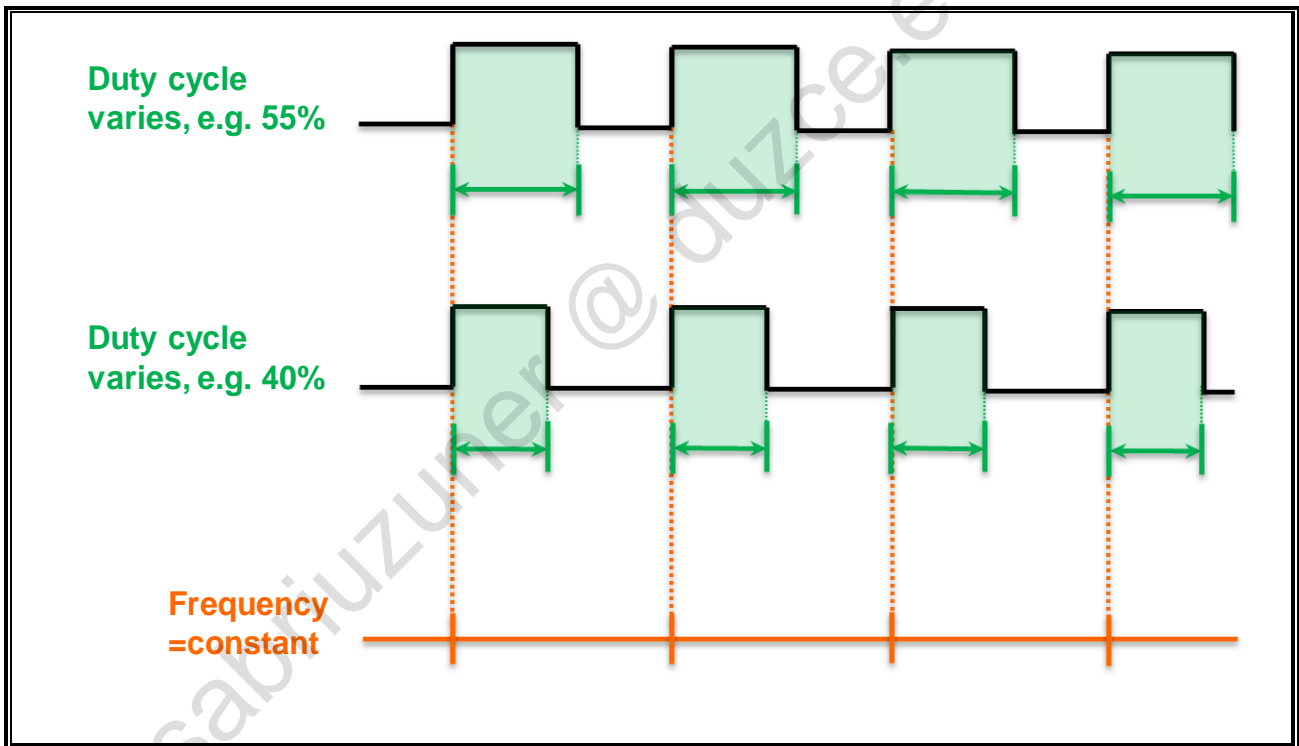 Duty cycle
varies, e.g. 55%
Duty cycle
varies, e.g. 40%
Frequency
=constant
sabriuzuner @ duzce.e